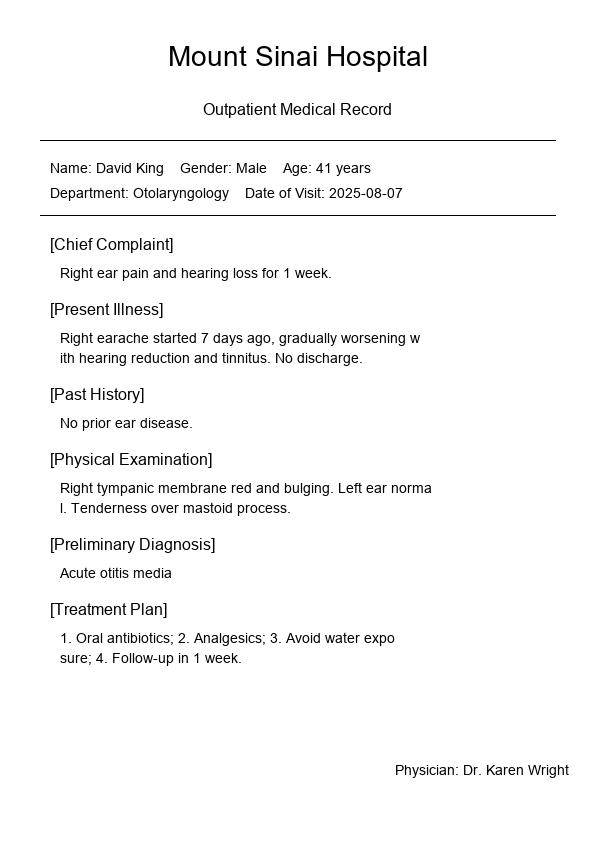 Mount Sinai Hospital
Outpatient Medical Record
Name: David King    Gender: Male    Age: 41 years
Department: Otolaryngology    Date of Visit: 2025-08-07
[Chief Complaint]
Right ear pain and hearing loss for 1 week.
[Present Illness]
Right earache started 7 days ago, gradually worsening w
ith hearing reduction and tinnitus. No discharge.
[Past History]
No prior ear disease.
[Physical Examination]
Right tympanic membrane red and bulging. Left ear norma
l. Tenderness over mastoid process.
[Preliminary Diagnosis]
Acute otitis media
[Treatment Plan]
1. Oral antibiotics; 2. Analgesics; 3. Avoid water expo
sure; 4. Follow-up in 1 week.
Physician: Dr. Karen Wright